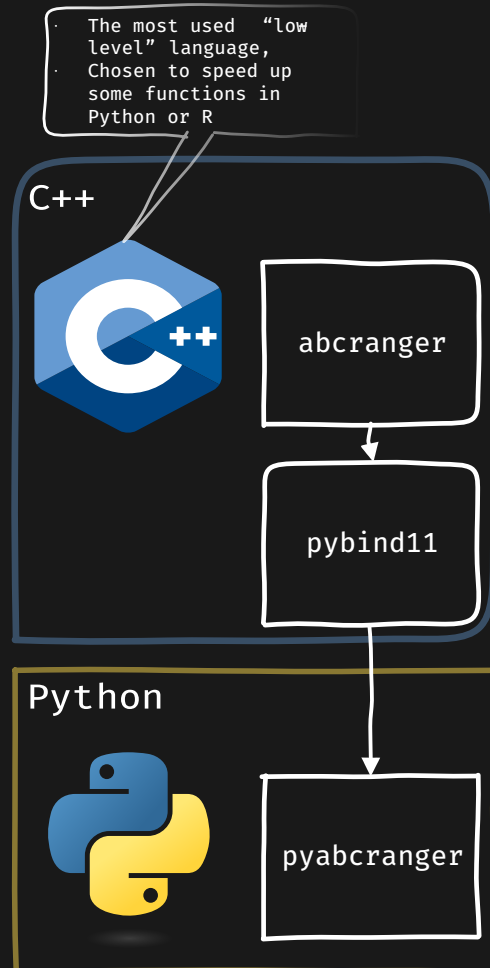 · The most used “low
level” language,
· Chosen to speed up
some functions in
Python or R
C++
C++
abcranger
pybind11
Python
pyabcranger